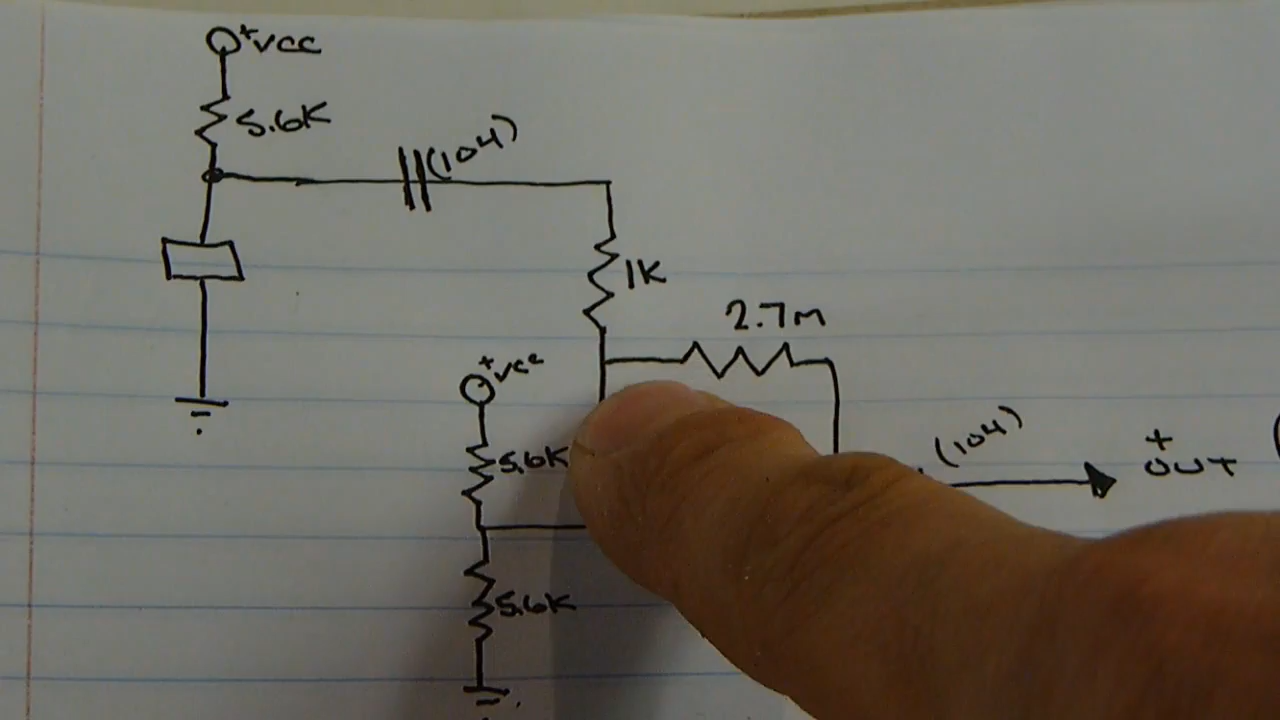 +VCC
5.6K
(104)
1K
2.7M
+VCC
5.6K
(104)
+
OUT
5.6K